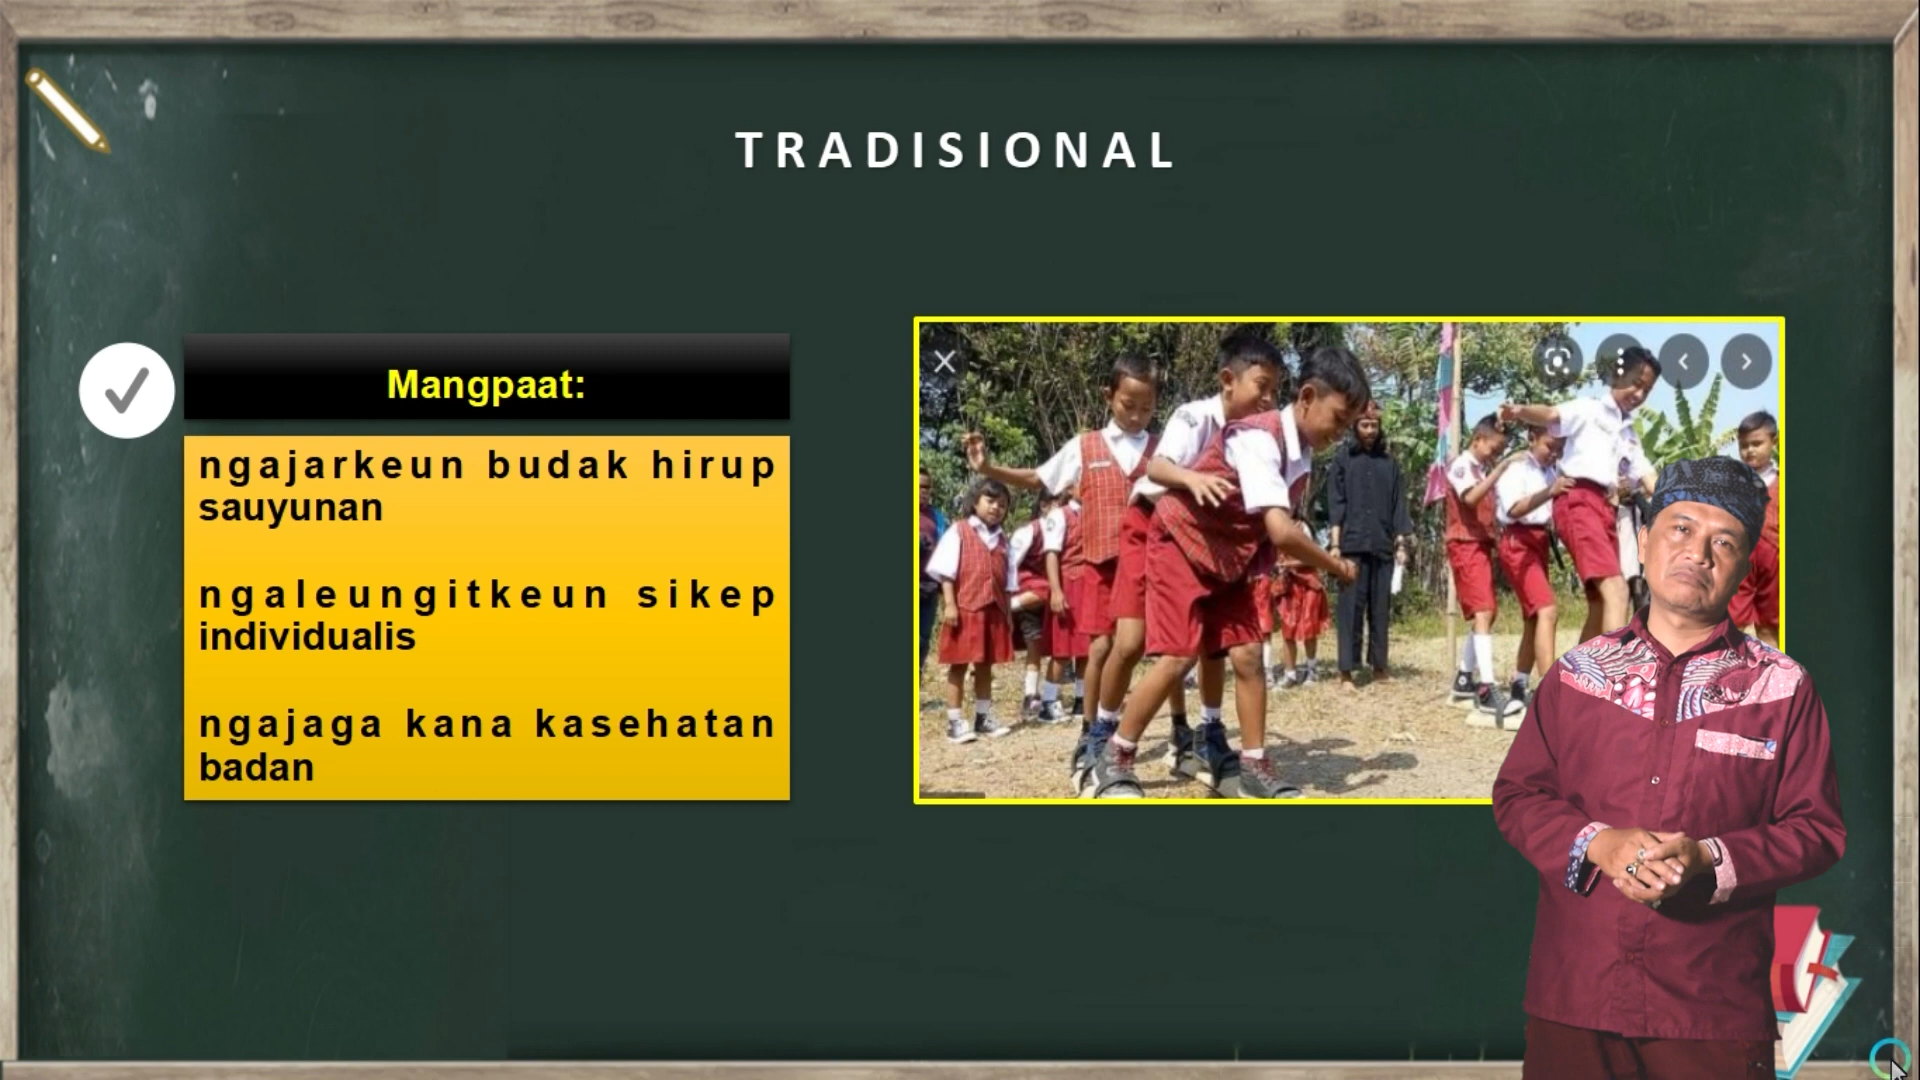 TRADISIONAL
Mangpaat:
ngajarkeun budak hirup
sauyunan
ngaleungitkeun sikep
individualis
ngajaga kana kasehatan
badan